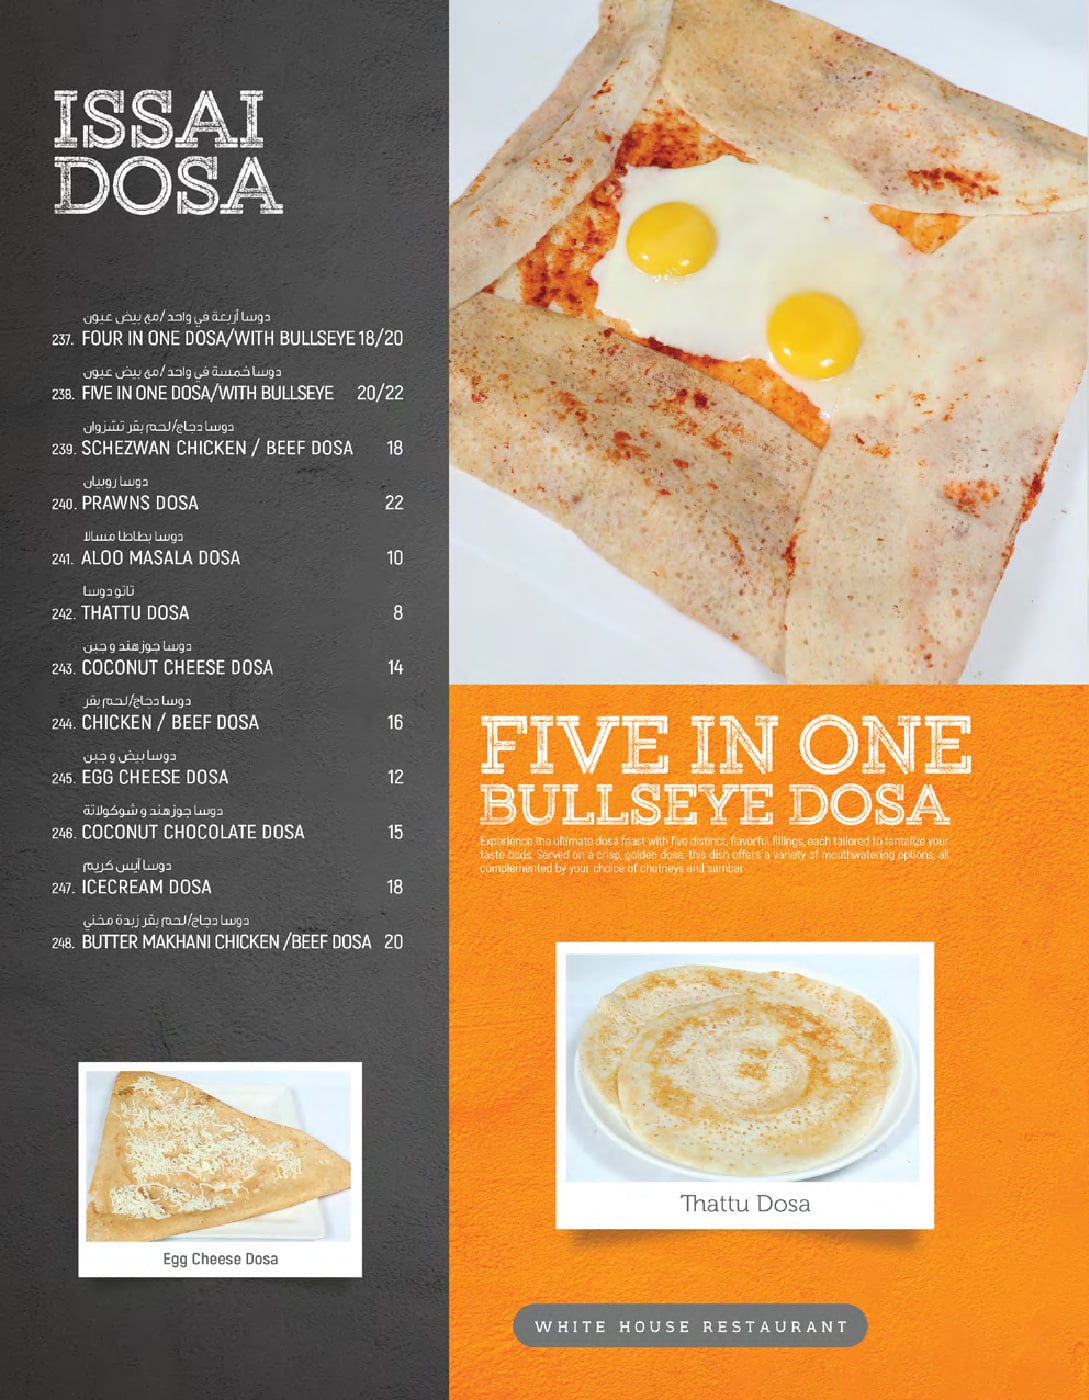 ISSAI
DOSA
دوسا أربعة في واحد/مع بيض عيون
237. FOUR IN ONE DOSA/WITH BULLSEYE 18/20
دوسا خمسة في واحد/مع بيض عيون
238. FIVE IN ONE DOSA/WITH BULLSEYE 20/22
دوسا دجاج/لحم بقر تشزوان
239. SCHEZWAN CHICKEN / BEEF DOSA 18
دوسا روبيان
240. PRAWNS DOSA 22
دوسا بطاطا مسالا
241. ALOO MASALA DOSA 10
تاتو دوسا
242. THATTU DOSA 8
دوسا جوز هند و جبن
243. COCONUT CHEESE DOSA 14
دوسا دجاج/لحم بقر
244. CHICKEN / BEEF DOSA 16
دوسا بيض و جبن
245. EGG CHEESE DOSA 12
دوسا جوز هند و شوكولاتة
246. COCONUT CHOCOLATE DOSA 15
دوسا آيس كريم
247. ICECREAM DOSA 18
دوسا دجاج/لحم بقر زبدة مخني
248. BUTTER MAKHANI CHICKEN /BEEF DOSA 20
Egg Cheese Dosa
FIVE IN ONE
BULLSEYE DOSA
Experience the ultimate dosa feast with five distinct, flavorful fillings, each tailored to tantalize your
taste buds. Served on a crisp, golden dosa, this dish offers a variety of mouthwatering options, all
complemented by your choice of chutneys and sambar
Thattu Dosa
WHITE HOUSE RESTAURANT